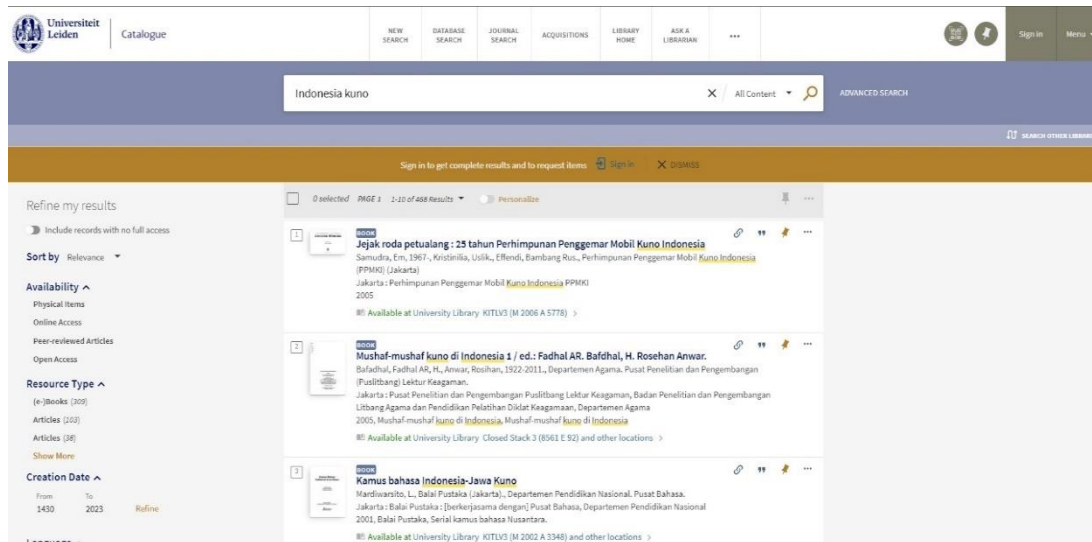 Universiteit
Leiden
Catalogue
NEW
SEARCH
DATABASE
SEARCH
JOURNAL
SEARCH
ACQUISITIONS
LIBRARY
HOME
ASK A
LIBRARIAN
...
Sign in
Menu
Indonesia kuno
All Content
ADVANCED SEARCH
SEARCH OTHER LIBRARI
Sign in to get complete results and to request items Sign in DISMISS
Refine my results
Include records with no full access
Sort by Relevance
Availability
Physical Items
Online Access
Peer-reviewed Articles
Open Access
Resource Type
(e-)Books (309)
Articles (103)
Articles (38)
Show More
Creation Date
From To
1430 2023 Refine
0 selected PAGE 1 1-10 of 468 Results Personalize
1
BOOK
Jejak roda petualang : 25 tahun Perhimpunan Penggemar Mobil Kuno Indonesia
Samudra, Em, 1967-, Kristinilia, Uslik., Effendi, Bambang Rus., Perhimpunan Penggemar Mobil Kuno Indonesia
(PPMKI) (Jakarta)
Jakarta : Perhimpunan Penggemar Mobil Kuno Indonesia PPMKI
2005
Available at University Library KITLV3 (M 2006 A 5778) >
2
BOOK
Mushaf-mushaf kuno di Indonesia 1 / ed.: Fadhal AR. Bafdhal, H. Rosehan Anwar.
Bafadhal, Fadhal AR, H., Anwar, Rosihan, 1922-2011., Departemen Agama. Pusat Penelitian dan Pengembangan
(Puslitbang) Lektur Keagaman.
Jakarta : Pusat Penelitian dan Pengembangan Puslitbang Lektur Keagaman, Badan Penelitian dan Pengembangan
Litbang Agama dan Pendidikan Pelatihan Diklat Keagamaan, Departemen Agama
2005, Mushaf-mushaf kuno di Indonesia, Mushaf-mushaf kuno di Indonesia
Available at University Library Closed Stack 3 (8561 E 92) and other locations >
3
BOOK
Kamus bahasa Indonesia-Jawa Kuno
Mardiwarsito, L., Balai Pustaka (Jakarta)., Departemen Pendidikan Nasional. Pusat Bahasa.
Jakarta : Balai Pustaka : [berkerjasama dengan] Pusat Bahasa, Departemen Pendidikan Nasional
2001, Balai Pustaka, Serial kamus bahasa Nusantara.
Available at University Library KITLV3 (M 2002 A 3348) and other locations >